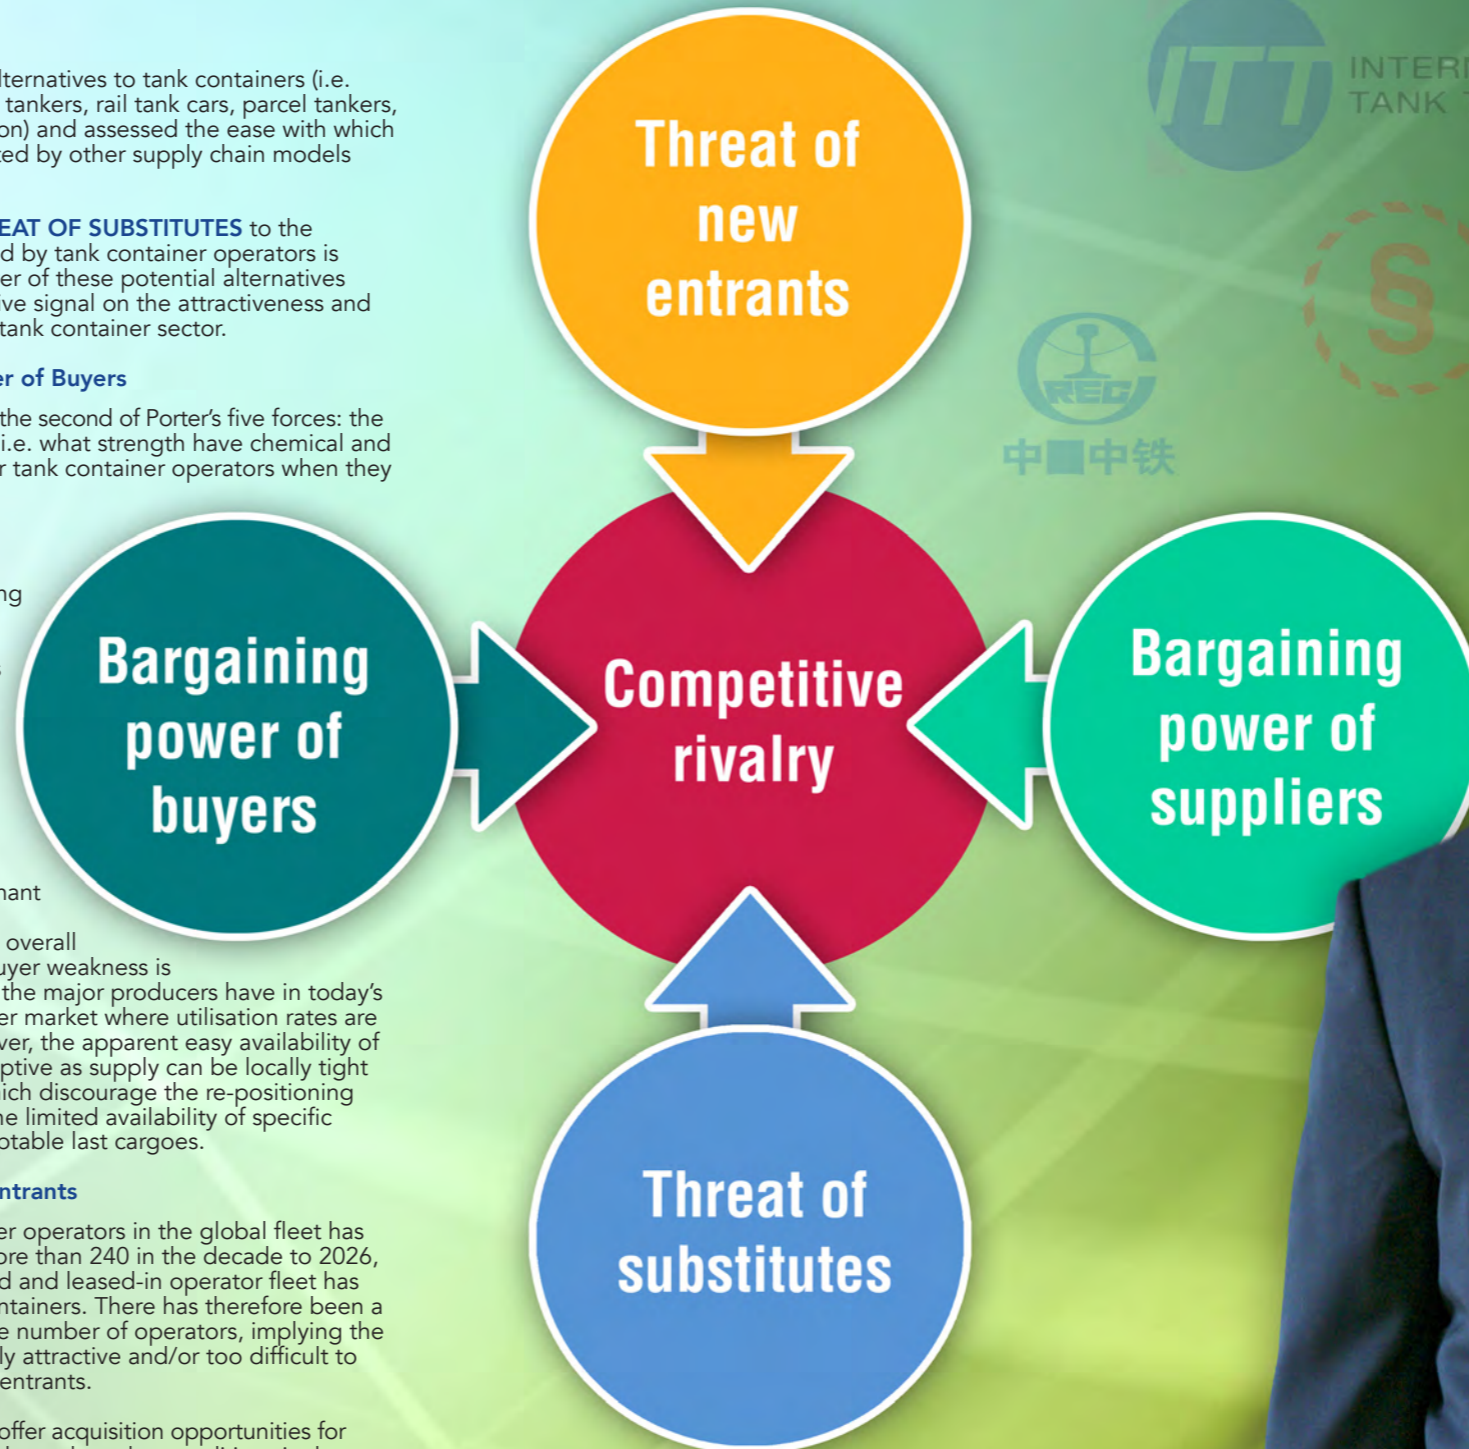 lternatives to tank containers (i.e.
tankers, rail tank cars, parcel tankers,
on) and assessed the ease with which
ted by other supply chain models
EAT OF SUBSTITUTES to the
d by tank container operators is
er of these potential alternatives
ive signal on the attractiveness and
tank container sector.
er of Buyers
the second of Porter's five forces: the
i.e. what strength have chemical and
r tank container operators when they
ng
s
nant
overall
uyer weakness is
the major producers have in today's
er market where utilisation rates are
ver, the apparent easy availability of
ptive as supply can be locally tight
hich discourage the re-positioning
he limited availability of specific
ptable last cargoes.
ntrants
er operators in the global fleet has
ore than 240 in the decade to 2026,
d and leased-in operator fleet has
ntainers. There has therefore been a
e number of operators, implying the
ly attractive and/or too difficult to
entrants.
offer acquisition opportunities for
Threat of
new
entrants
Bargaining
power of
buyers
Competitive
rivalry
Bargaining
power of
suppliers
Threat of
substitutes
ITT
INTERN
TANK T
§
CREC
中■中铁